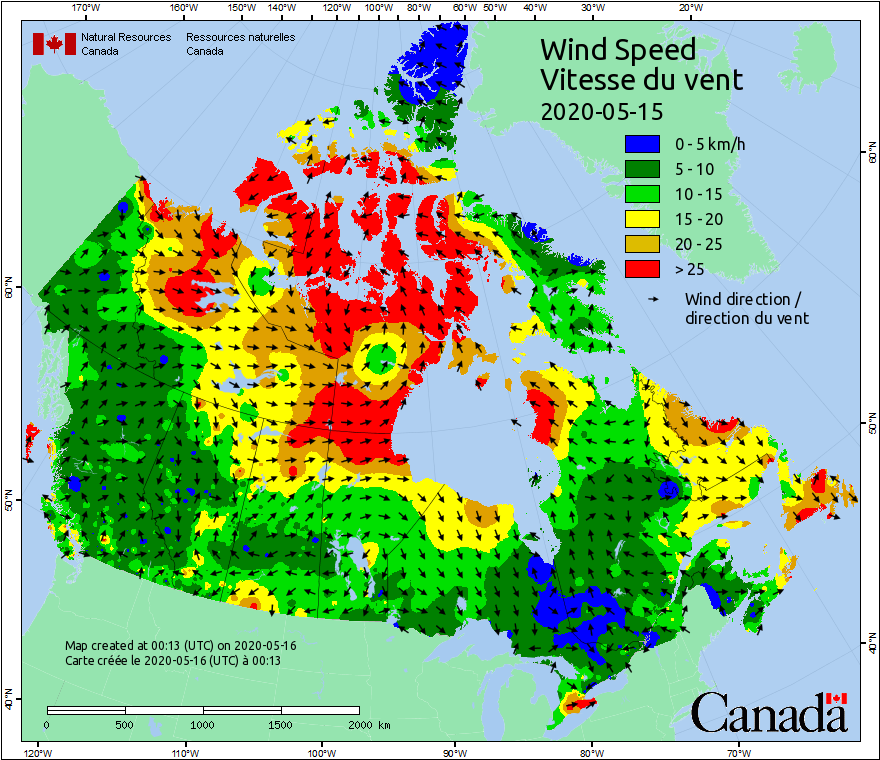 170°W 160°W 150°W 140°W 120°W 100°W 80°W 60°W 50°W 40°W 30°W 20°W
Natural Resources Canada
Ressources naturelles Canada
Wind Speed
Vitesse du vent
2020-05-15
0 - 5 km/h
5 - 10
10 - 15
15 - 20
20 - 25
> 25
Wind direction /
direction du vent
60°N
50°N
40°N
60°N
50°N
40°N
Map created at 00:13 (UTC) on 2020-05-16
Carte créée le 2020-05-16 (UTC) à 00:13
0 500 1000 1500 2000 km
Canada
120°W 110°W 100°W 90°W 80°W 70°W